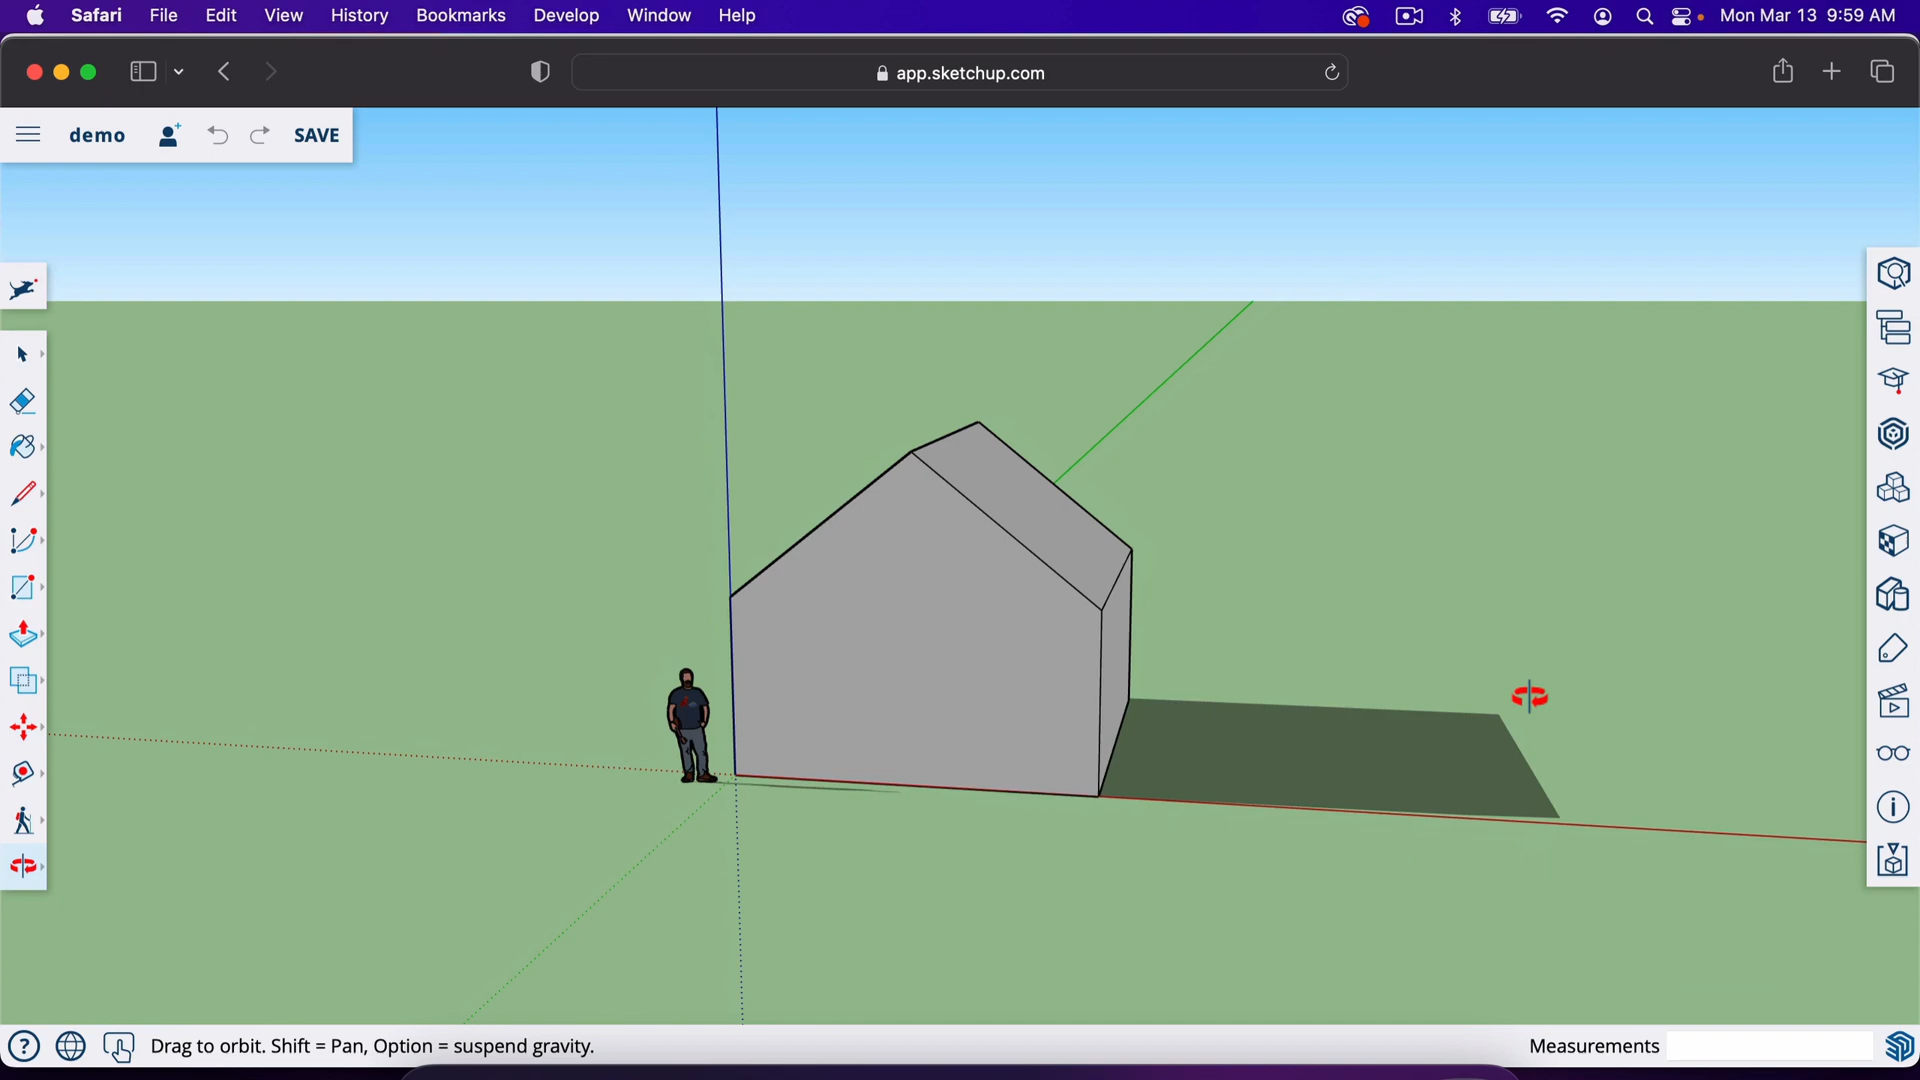 Safari File Edit View History Bookmarks Develop Window Help Mon Mar 13 9:59 AM
app.sketchup.com
demo SAVE
Drag to orbit. Shift = Pan, Option = suspend gravity. Measurements